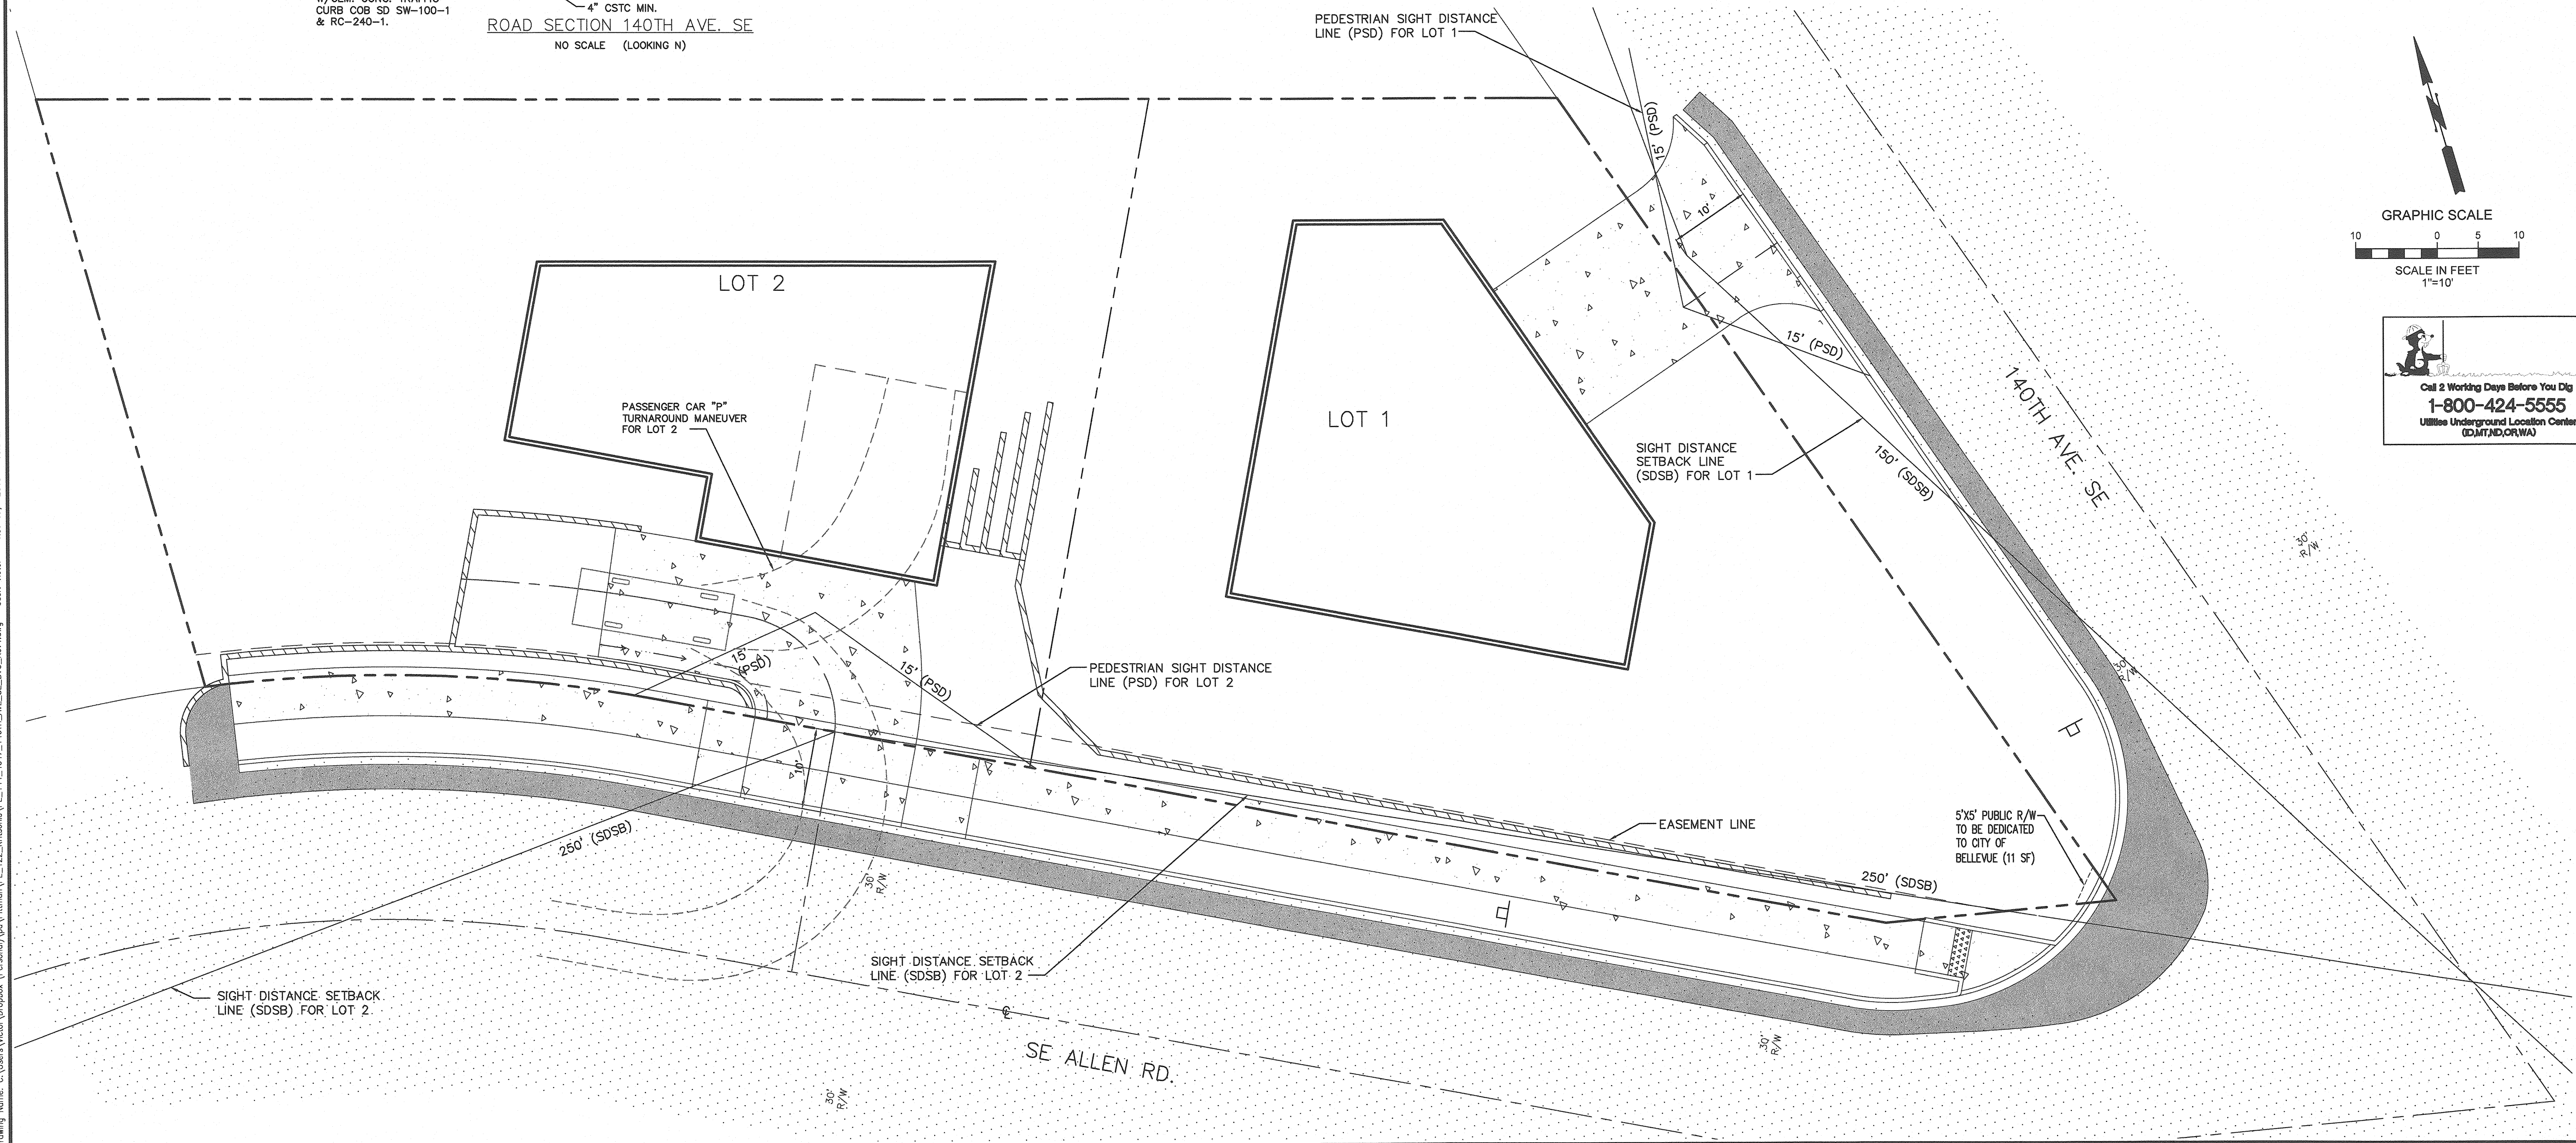 CURB COB SD SW-100-1
& RC-240-1.
4" CSTC MIN.
ROAD SECTION 140TH AVE. SE
NO SCALE (LOOKING N)
PEDESTRIAN SIGHT DISTANCE
LINE (PSD) FOR LOT 1
15' (PSD)
10'
GRAPHIC SCALE
10 0 5 10
SCALE IN FEET
1"=10'
LOT 2
Call 2 Working Days Before You Dig
1-800-424-5555
Utilities Underground Location Center
(ID,MT,ND,OR,WA)
15' (PSD)
140TH AVE. SE
PASSENGER CAR "P"
TURNAROUND MANEUVER
FOR LOT 2
LOT 1
SIGHT DISTANCE
SETBACK LINE
(SDSB) FOR LOT 1
150' (SDSB)
30'
R/W
15'
(PSD)
15' (PSD)
PEDESTRIAN SIGHT DISTANCE
LINE (PSD) FOR LOT 2
30'
R/W
10'
250' (SDSB)
EASEMENT LINE
5'X5' PUBLIC R/W
TO BE DEDICATED
TO CITY OF
BELLEVUE (11 SF)
30'
R/W
250' (SDSB)
SIGHT DISTANCE SETBACK
LINE (SDSB) FOR LOT 2
SIGHT DISTANCE SETBACK
LINE (SDSB) FOR LOT 2
SE ALLEN RD.
30'
R/W
30'
R/W